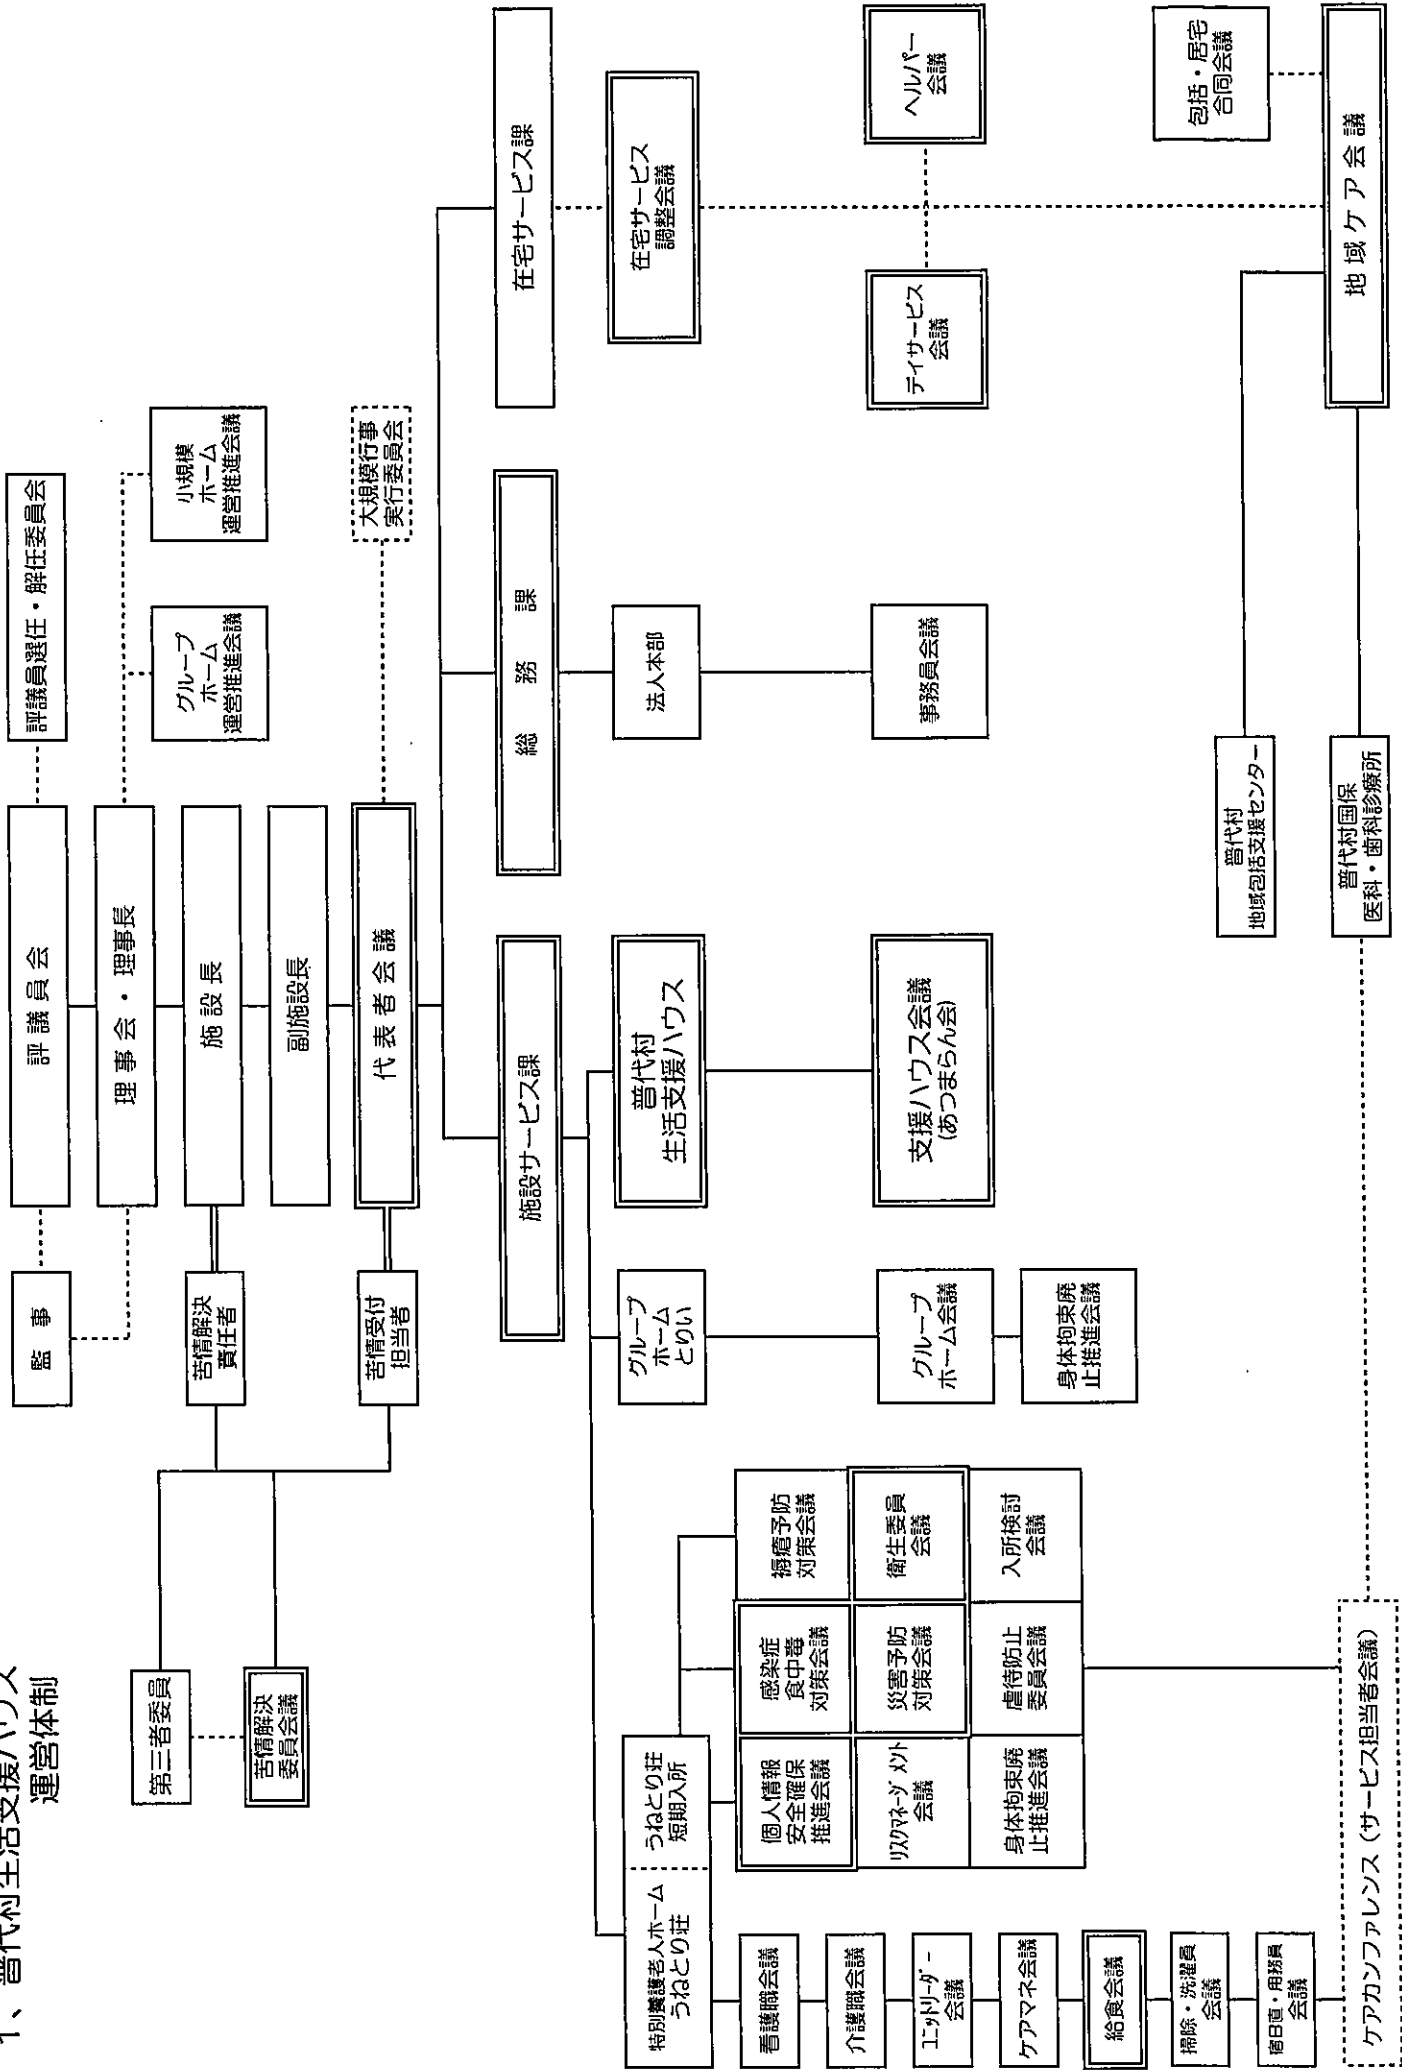 1、普代村生活支援ハウス
運営体制
評議員会
評議員選任・解任委員会
監事
理事会・理事長
グループ
ホーム
運営推進会議
小規模
ホーム
運営推進会議
施設長
苦情解決
責任者
副施設長
代表者会議
苦情受付
担当者
大規模行事
実行委員会
第三者委員
苦情解決
委員会議
施設サービス課
総務課
在宅サービス課
特別養護老人ホーム
うねとり荘
うねとり荘
短期入所
グループ
ホーム
とりい
普代村
生活支援ハウス
法人本部
在宅サービス
調整会議
看護職会議
介護職会議
ユニットリーダー
会議
ケアマネ会議
給食会議
掃除・洗濯員
会議
宿日直・用務員
会議
個人情報
安全確保
推進会議
感染症
食中毒
対策会議
褥瘡予防
対策会議
リスクマネージメント
会議
災害予防
対策会議
衛生委員
会議
身体拘束廃
止推進会議
虐待防止
委員会議
入所検討
会議
グループ
ホーム会議
身体拘束廃
止推進会議
支援ハウス会議
(あつまらん会)
事務員会議
デイサービス
会議
ヘルパー
会議
包括・居宅
合同会議
普代村
地域包括支援センター
普代村国保
医科・歯科診療所
地域ケア会議
ケアカンファレンス（サービス担当者会議）